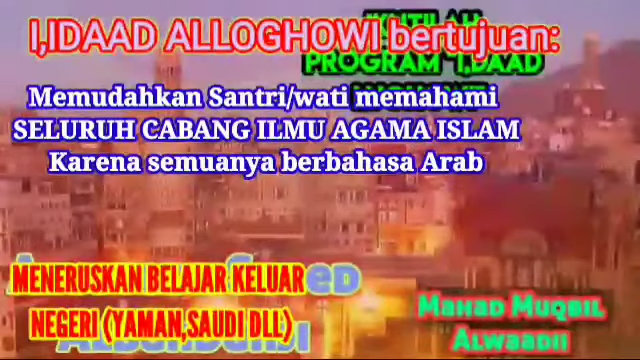 I,IDAAD ALLOGHOWI bertujuan:
IKUTILAH
PROGRAM I,DAAD
Memudahkan Santri/wati memahami
SELURUH CABANG ILMU AGAMA ISLAM
Karena semuanya berbahasa Arab
MENERUSKAN BELAJAR KELUAR
NEGERI (YAMAN,SAUDI DLL)
Mahad Muqbil
Alwaadii